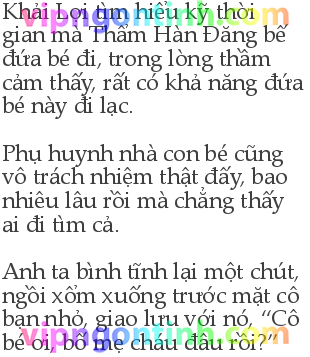 Khải Lợi tìm hiểu kỹ thời
gian mà Thẩm Hàn Đăng bế
đứa bé đi, trong lòng thầm
cảm thấy, rất có khả năng đứa
bé này đi lạc.
Phụ huynh nhà con bé cũng
vô trách nhiệm thật đấy, bao
nhiêu lâu rồi mà chẳng thấy
ai đi tìm cả.
Anh ta bình tĩnh lại một chút,
ngồi xổm xuống trước mặt cô
bạn nhỏ, giao lưu với nó, “Cô
bé ơi, bố mẹ cháu đâu rồi?”
vipngontinh.com
vipngontinh.com